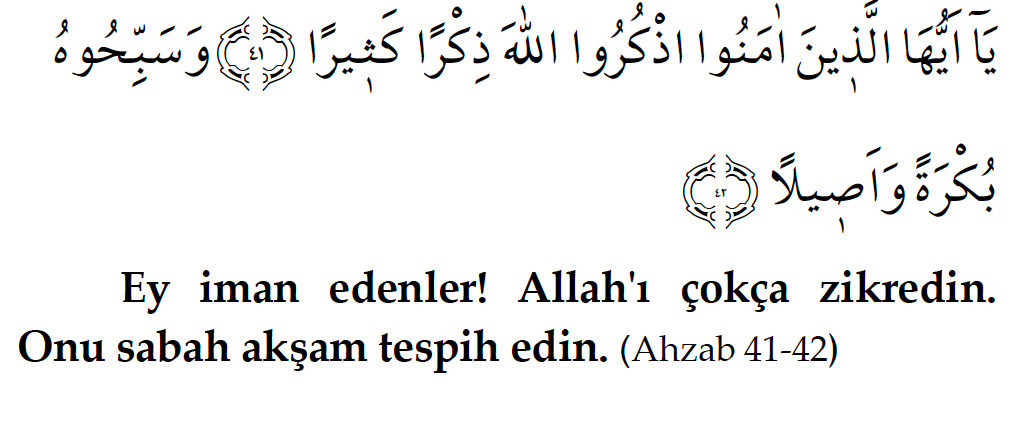 يَٓا اَيُّهَا الَّذ۪ينَ اٰمَنُوا اذْكُرُوا اللّٰهَ ذِكْرًا كَث۪يرًا ﴿٤١﴾ وَسَبِّحُوهُ
بُكْرَةً وَاَص۪يلًا ﴿٤٢﴾
Ey iman edenler! Allah'ı çokça zikredin.
Onu sabah akşam tespih edin. (Ahzab 41-42)